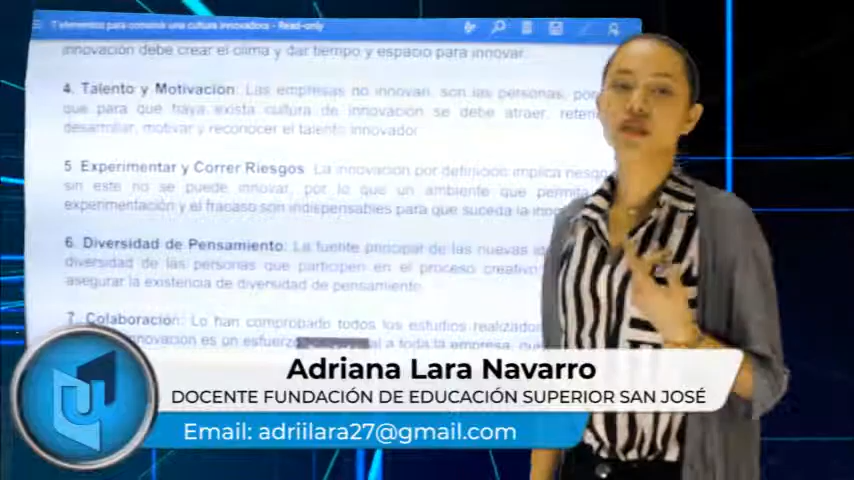 7 elementos para construir una cultura innovadora - Read-only
innovación debe crear el clima y dar tiempo y espacio para innovar.
4. Talento y Motivación: Las empresas no innovan, son las personas, por
que para que haya exista cultura de innovación se debe atraer, retene
desarrollar, motivar y reconocer el talento innovador.
5 Experimentar y Correr Riesgos: La innovación por definición implica riesgo
sin este no se puede innovar, por lo que un ambiente que permita
experimentación y el fracaso son indispensables para que suceda la inno
6. Diversidad de Pensamiento: La fuente principal de las nuevas id
diversidad de las personas que participen en el proceso creativo
asegurar la existencia de diversidad de pensamiento.
7. Colaboración: Lo han comprobado todos los estudios realizado
innovación es un esfuerzo al a toda la empresa, que
Adriana Lara Navarro
DOCENTE FUNDACIÓN DE EDUCACIÓN SUPERIOR SAN JOSÉ
Email: adriilara27@gmail.com